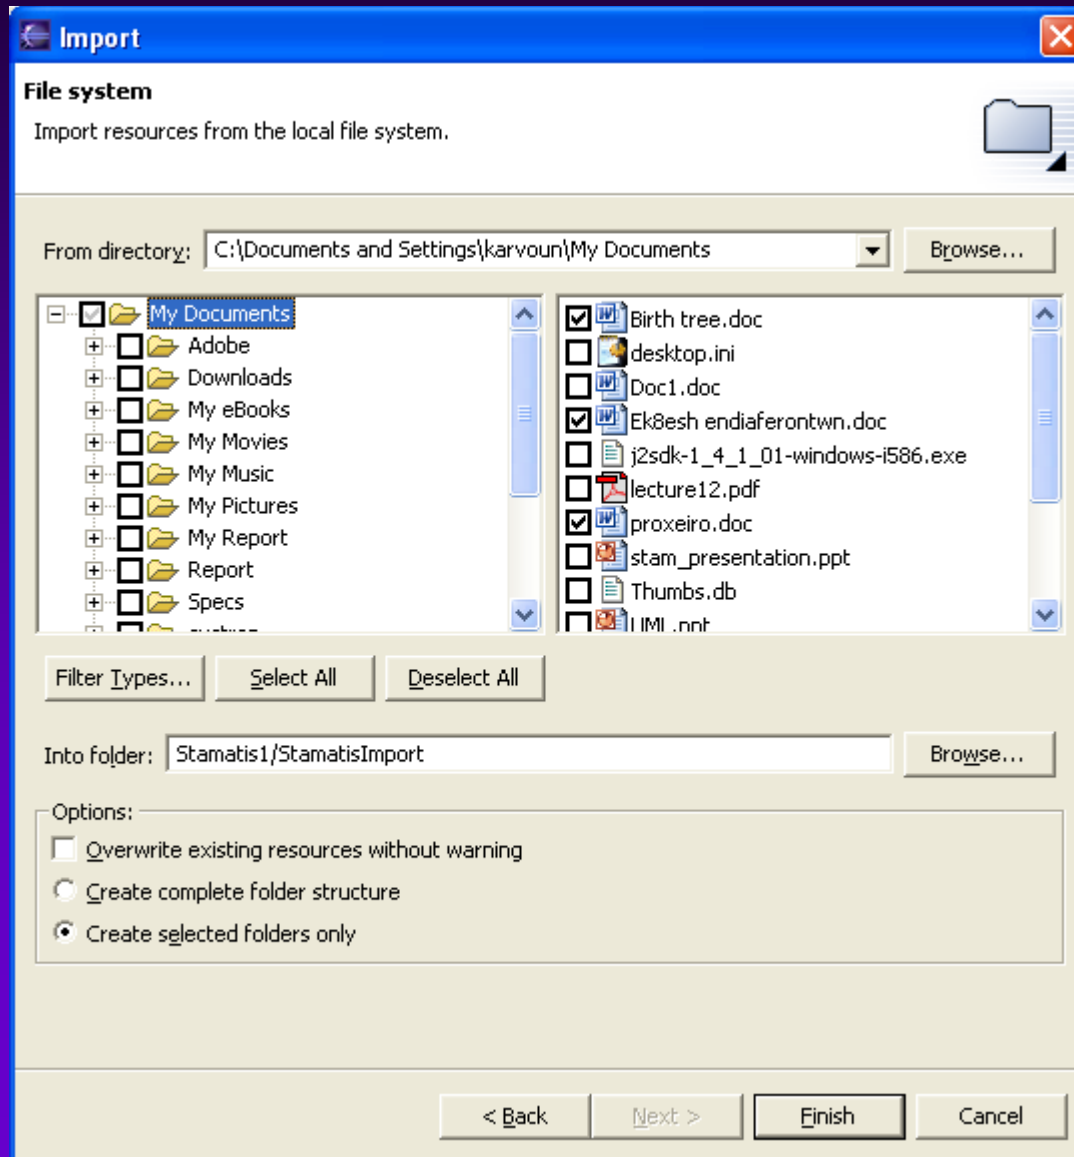 Import
File system
Import resources from the local file system.
From directory: C:\Documents and Settings\karvoun\My Documents Browse...
My Documents
Adobe
Downloads
My eBooks
My Movies
My Music
My Pictures
My Report
Report
Specs
Birth tree.doc
desktop.ini
Doc1.doc
Ek8esh endiaferontwn.doc
j2sdk-1_4_1_01-windows-i586.exe
lecture12.pdf
proxeiro.doc
stam_presentation.ppt
Thumbs.db
UML.ppt
Filter Types... Select All Deselect All
Into folder: Stamatis1/StamatisImport Browse...
Options:
Overwrite existing resources without warning
Create complete folder structure
Create selected folders only
< Back Next > Finish Cancel